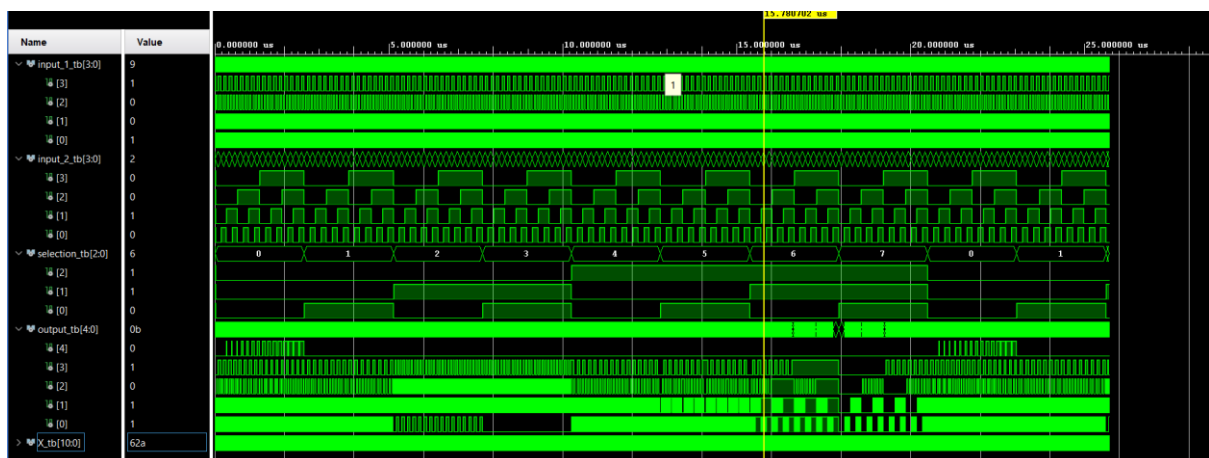 15.780702 us
Name Value
0.000000 us 5.000000 us 10.000000 us 15.000000 us 20.000000 us 25.000000 us
input_1_tb[3:0] 9
[3] 1 1
[2] 0
[1] 0
[0] 1
input_2_tb[3:0] 2
[3] 0
[2] 0
[1] 1
[0] 0
selection_tb[2:0] 6 0 1 2 3 4 5 6 7 0 1
[2] 1
[1] 1
[0] 0
output_tb[4:0] 0b
[4] 0
[3] 1
[2] 0
[1] 1
[0] 1
X_tb[10:0] 62a